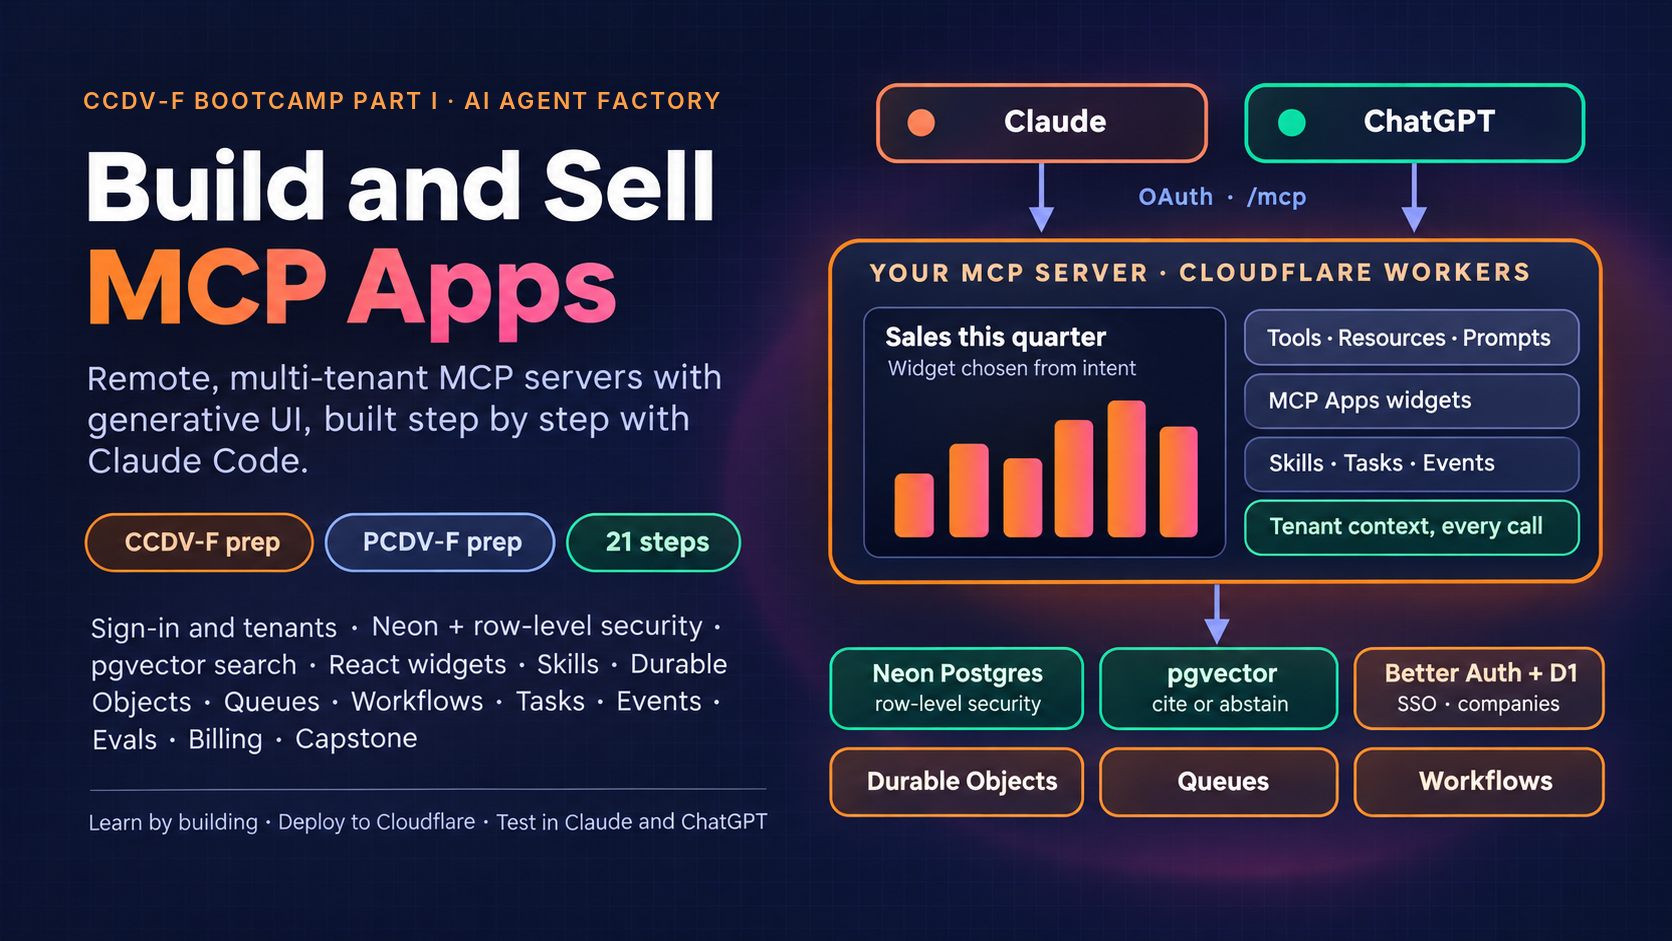 CCDV-F BOOTCAMP PART I · AI AGENT FACTORY
Build and Sell
MCP Apps
Remote, multi-tenant MCP servers with
generative UI, built step by step with
Claude Code.
CCDV-F prep
PCDV-F prep
21 steps
Sign-in and tenants · Neon + row-level security ·
pgvector search · React widgets · Skills · Durable
Objects · Queues · Workflows · Tasks · Events ·
Evals · Billing · Capstone
Learn by building · Deploy to Cloudflare · Test in Claude and ChatGPT
Claude
ChatGPT
OAuth · /mcp
YOUR MCP SERVER · CLOUDFLARE WORKERS
Sales this quarter
Widget chosen from intent
Tools · Resources · Prompts
MCP Apps widgets
Skills · Tasks · Events
Tenant context, every call
Neon Postgres
row-level security
pgvector
cite or abstain
Better Auth + D1
SSO · companies
Durable Objects
Queues
Workflows